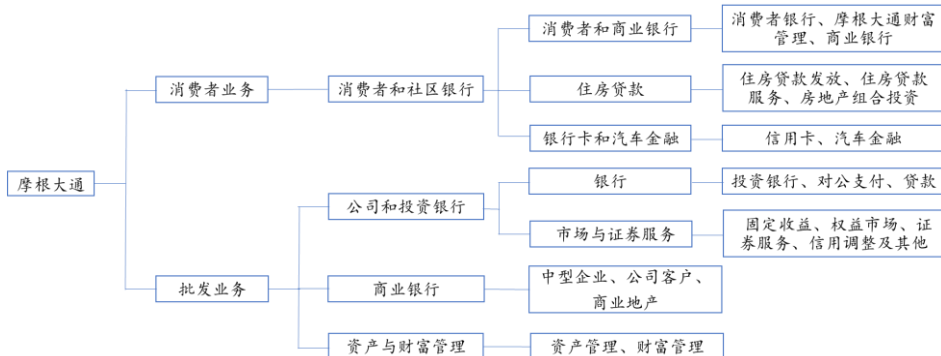 消费者和商业银行
消费者银行、摩根大通财富
管理、商业银行
消费者业务
消费者和社区银行
住房贷款
住房贷款发放、住房贷款
服务、房地产组合投资
银行卡和汽车金融
信用卡、汽车金融
摩根大通
银行
投资银行、对公支付、贷款
公司和投资银行
市场与证券服务
固定收益、权益市场、证
券服务、信用调整及其他
批发业务
商业银行
中型企业、公司客户、
商业地产
资产与财富管理
资产管理、财富管理